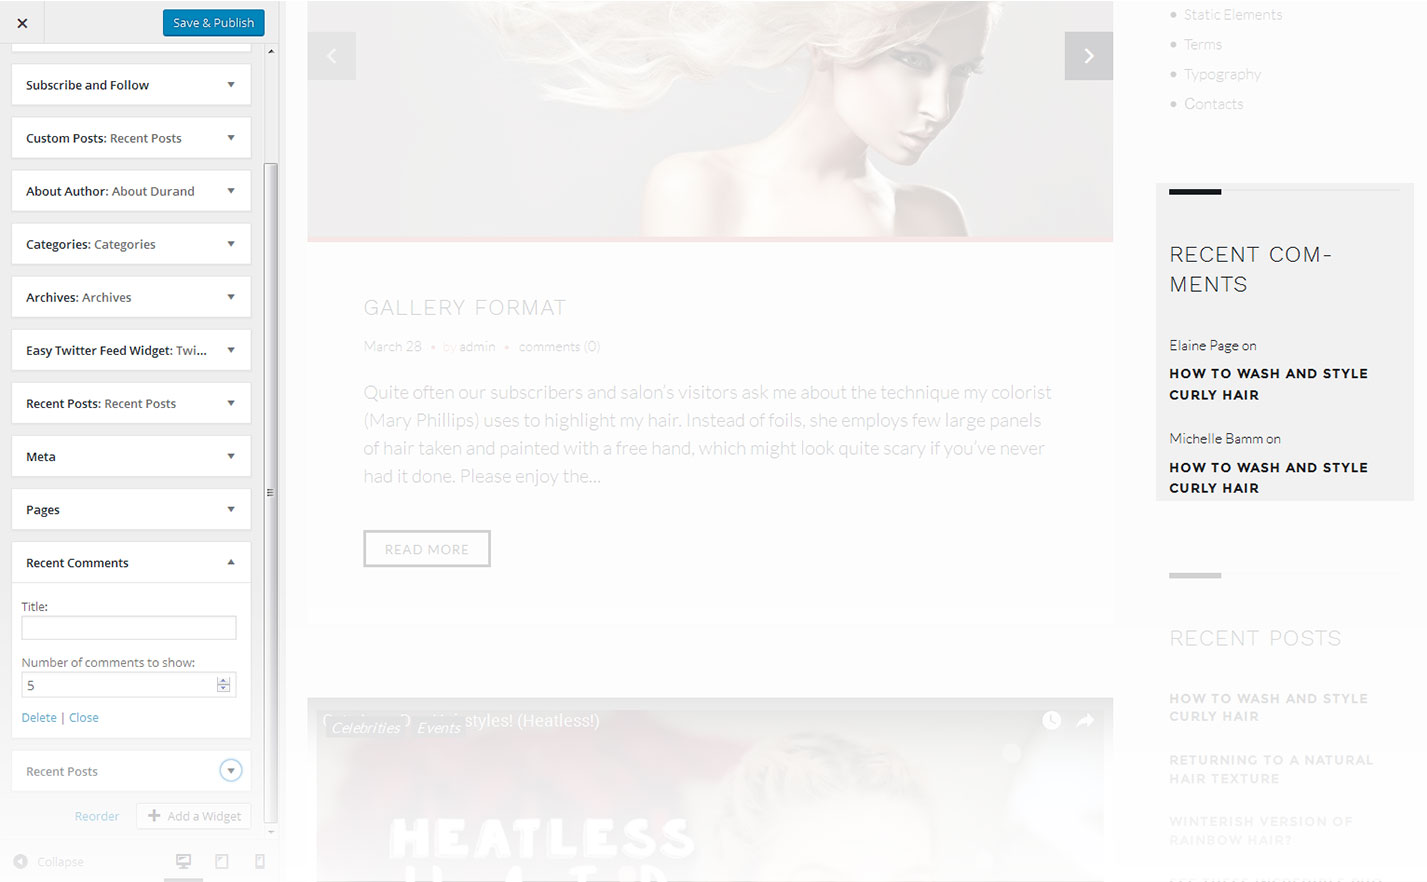 Save & Publish
Subscribe and Follow
Custom Posts: Recent Posts
About Author: About Durand
Categories: Categories
Archives: Archives
Easy Twitter Feed Widget: Twi...
Recent Posts: Recent Posts
Meta
Pages
Recent Comments
Title:
Number of comments to show:
5
Delete | Close
Recent Posts
Reorder
Add a Widget
Collapse
GALLERY FORMAT
March 28 • by admin • comments (0)
Quite often our subscribers and salon's visitors ask me about the technique my colorist
(Mary Phillips) uses to highlight my hair. Instead of foils, she employs few large panels
of hair taken and painted with a free hand, which might look quite scary if you've never
had it done. Please enjoy the...
READ MORE
styles! (Heatless!)
Celebrities Events
HEATLESS
Static Elements
Terms
Typography
Contacts
RECENT COM-
MENTS
Elaine Page on
HOW TO WASH AND STYLE
CURLY HAIR
Michelle Bamm on
HOW TO WASH AND STYLE
CURLY HAIR
RECENT POSTS
HOW TO WASH AND STYLE
CURLY HAIR
RETURNING TO A NATURAL
HAIR TEXTURE
WINTERISH VERSION OF
RAINBOW HAIR?